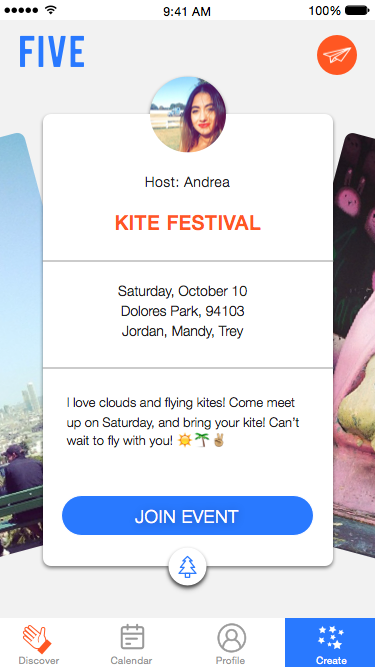 9:41 AM
100%
FIVE
Host: Andrea
KITE FESTIVAL
Saturday, October 10
Dolores Park, 94103
Jordan, Mandy, Trey
I love clouds and flying kites! Come meet
up on Saturday, and bring your kite! Can't
wait to fly with you! ☀️🌴✌🏼
JOIN EVENT
Discover
Calendar
Profile
Create